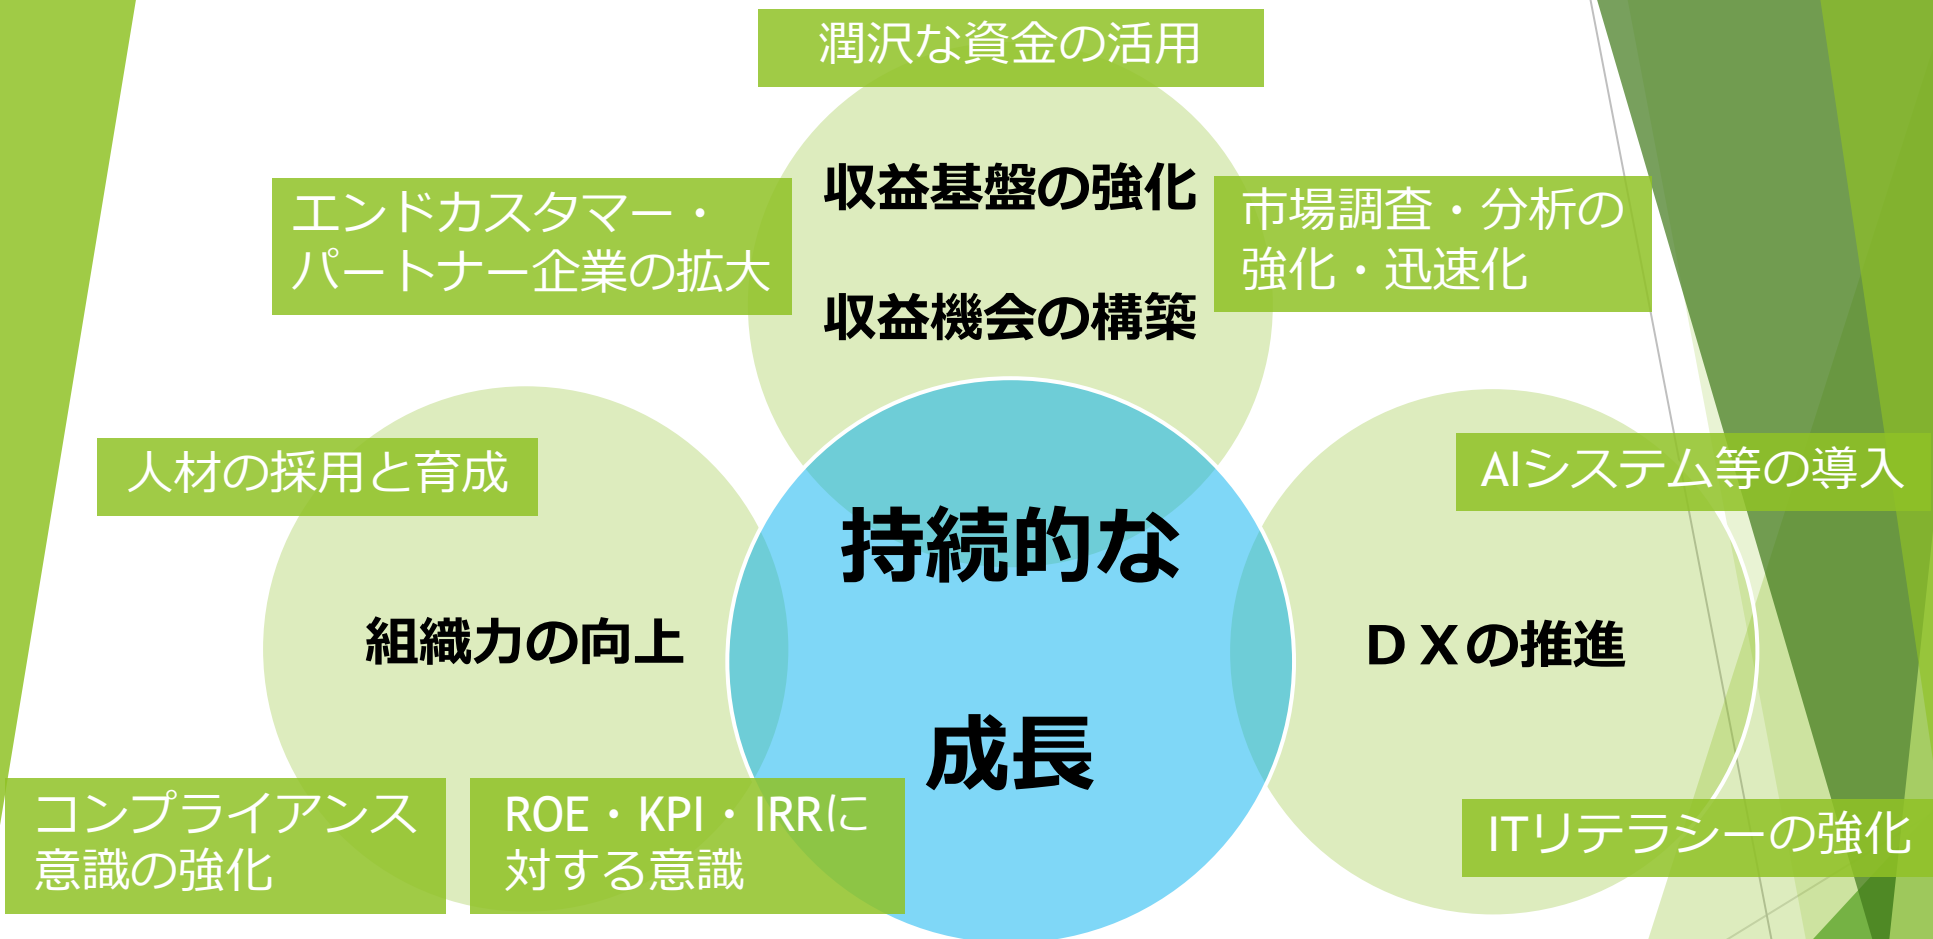 潤沢な資金の活用
収益基盤の強化
エンドカスタマー・
パートナー企業の拡大
市場調査・分析の
強化・迅速化
収益機会の構築
人材の採用と育成
AIシステム等の導入
持続的な
成長
組織力の向上
ＤＸの推進
コンプライアンス
意識の強化
ROE・KPI・IRRに
対する意識
ITリテラシーの強化